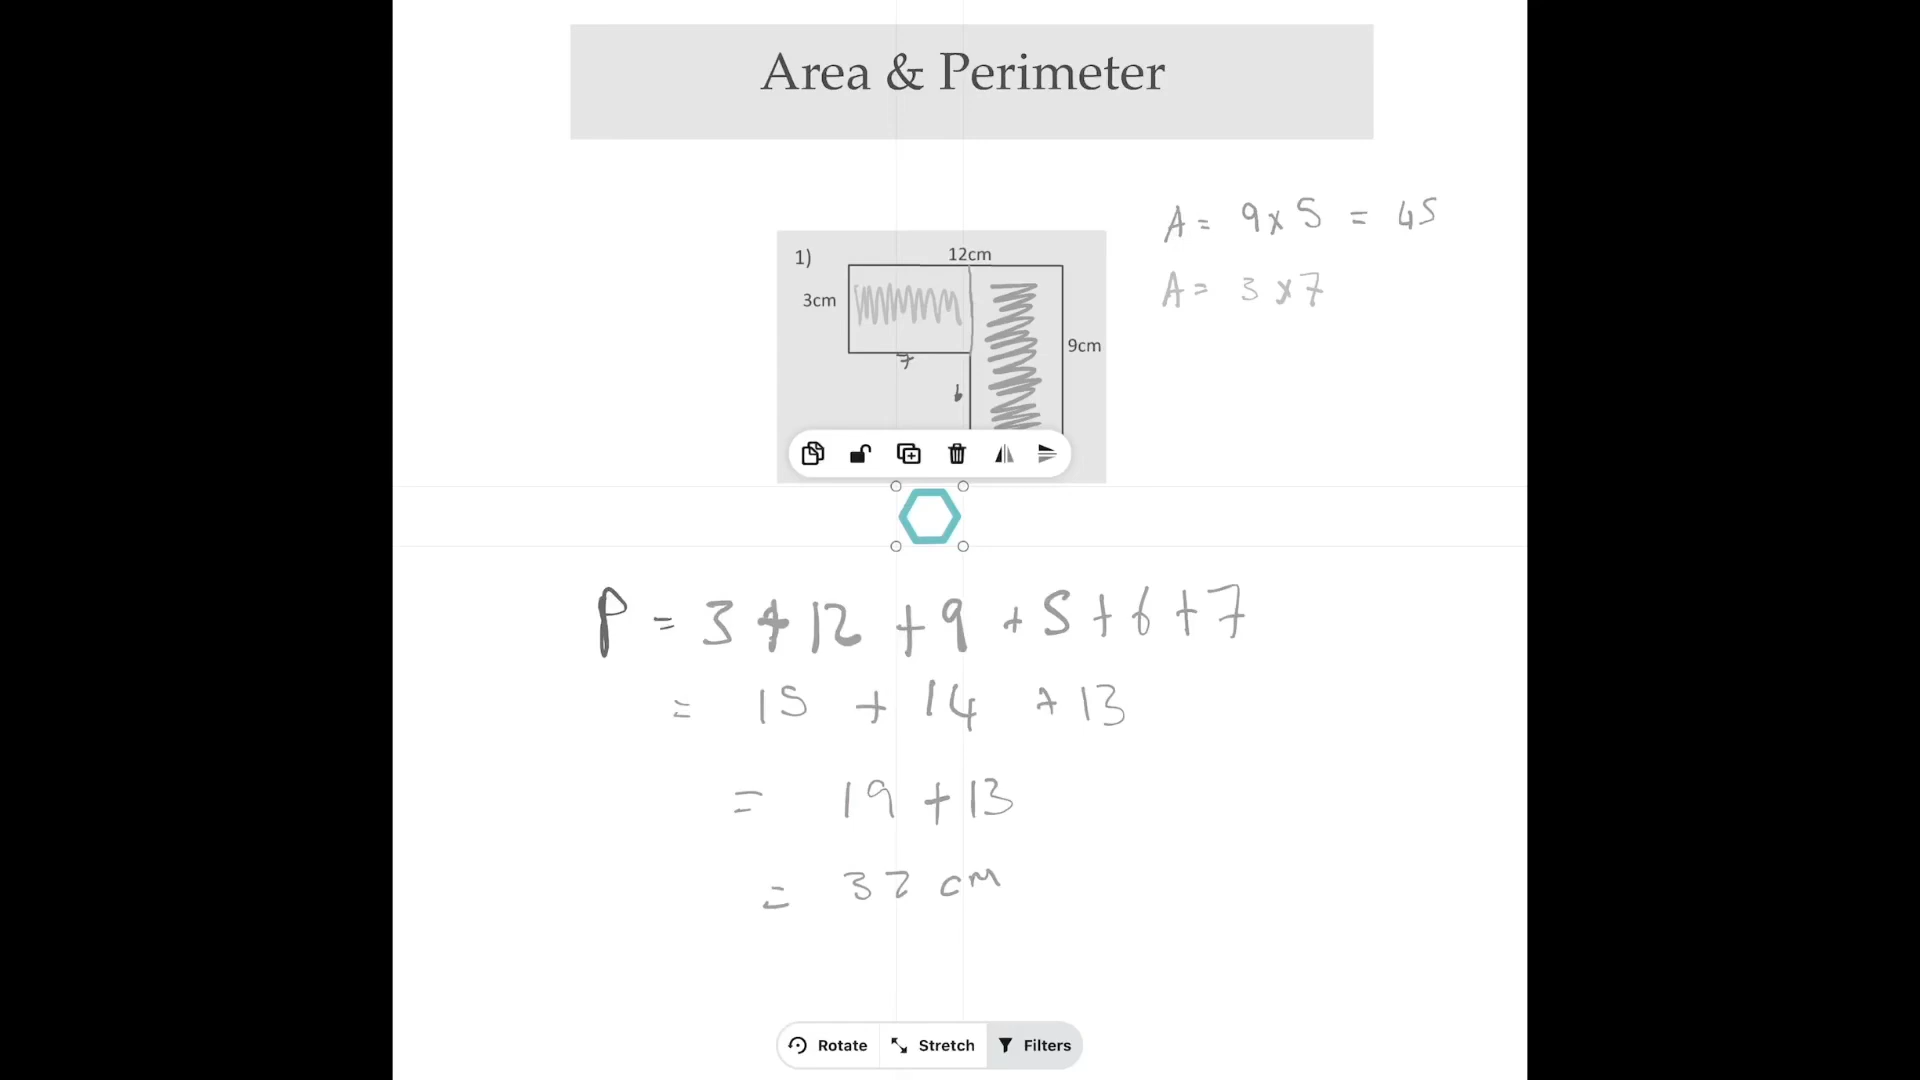 Area & Perimeter
A = 9 x 5 = 45
A = 3 x 7
1)
12cm
3cm
9cm
7
6
P = 3 + 12 + 9 + 5 + 6 + 7
= 15 + 14 + 13
= 19 + 13
= 32 cm
Rotate
Stretch
Filters